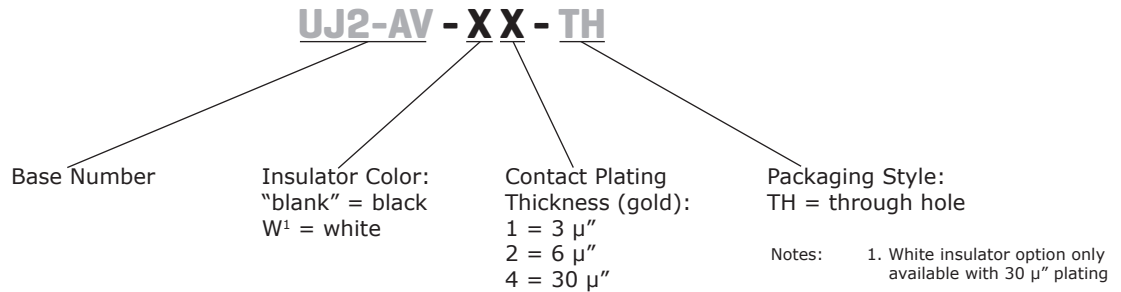 UJ2-AV - X X - TH
Base Number
Insulator Color:
“blank” = black
W¹ = white
Contact Plating
Thickness (gold):
1 = 3 µ”
2 = 6 µ”
4 = 30 µ”
Packaging Style:
TH = through hole
Notes: 1. White insulator option only
available with 30 µ” plating